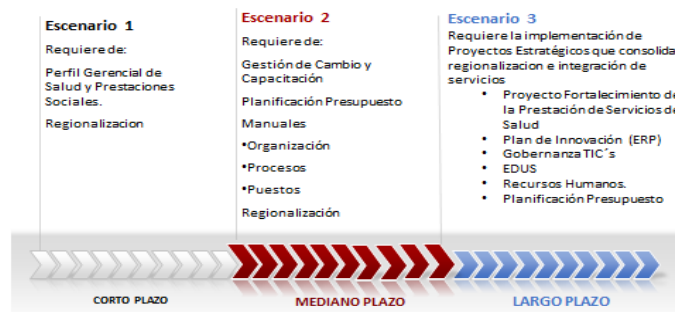 Escenario 1
Requiere de:
Perfil Gerencial de
Salud y Prestaciones
Sociales.
Regionalizacion
Escenario 2
Requiere de:
Gestión de Cambio y
Capacitación
Planificación Presupuesto
Manuales
•Organización
•Procesos
•Puestos
Regionalización
Escenario 3
Requiere la implementación de
Proyectos Estratégicos que consolida
regionalizacion e integración de
servicios
• Proyecto Fortalecimiento de
la Prestación de Servicios de
Salud
• Plan de Innovación (ERP)
• Gobernanza TIC´s
• EDUS
• Recursos Humanos.
• Planificación Presupuesto
CORTO PLAZO
MEDIANO PLAZO
LARGO PLAZO